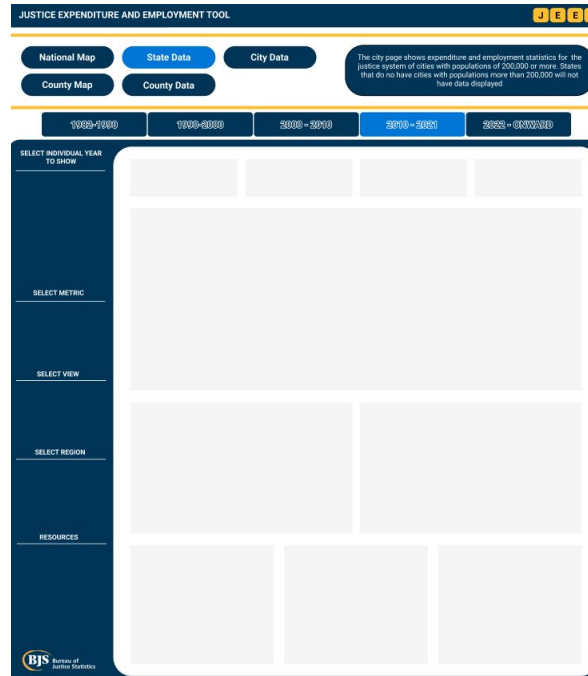 JUSTICE EXPENDITURE AND EMPLOYMENT TOOL
J E E
National Map
State Data
City Data
County Map
County Data
The city page shows expenditure and employment statistics for the
justice system of cities with populations of 200,000 or more. States
that do no have cities with populations more than 200,000 will not
have data displayed
1982-1990
1990-2000
2000 - 2010
2010 - 2021
2022 - ONWARD
SELECT INDIVIDUAL YEAR
TO SHOW
SELECT METRIC
SELECT VIEW
SELECT REGION
RESOURCES
BJS
Bureau of
Justice Statistics